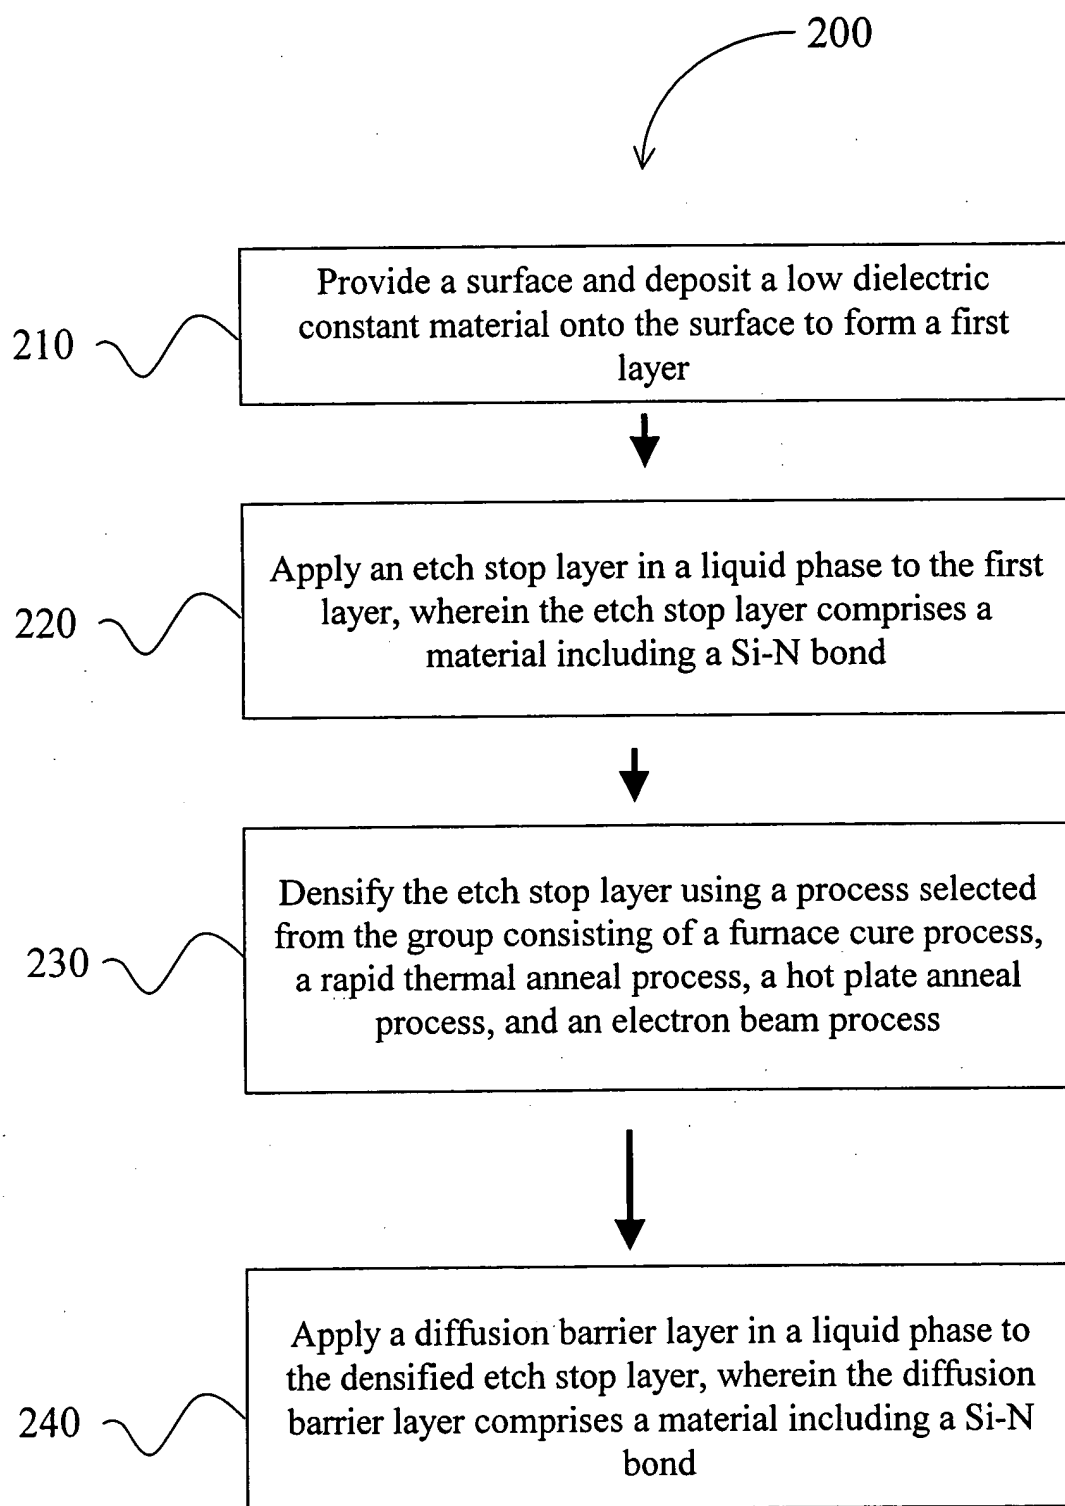 200
210
Provide a surface and deposit a low dielectric
constant material onto the surface to form a first
layer
220
Apply an etch stop layer in a liquid phase to the first
layer, wherein the etch stop layer comprises a
material including a Si-N bond
230
Densify the etch stop layer using a process selected
from the group consisting of a furnace cure process,
a rapid thermal anneal process, a hot plate anneal
process, and an electron beam process
240
Apply a diffusion barrier layer in a liquid phase to
the densified etch stop layer, wherein the diffusion
barrier layer comprises a material including a Si-N
bond